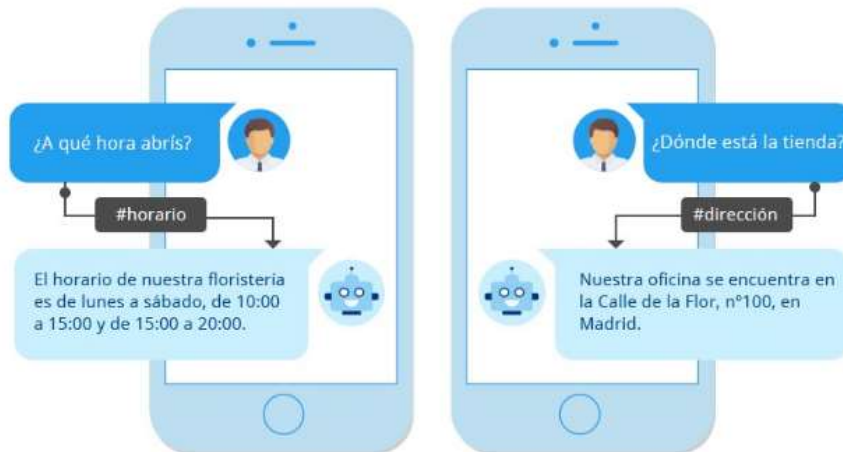 ¿A qué hora abrís?
#horario
El horario de nuestra floristería
es de lunes a sábado, de 10:00
a 15:00 y de 15:00 a 20:00.
¿Dónde está la tienda?
#dirección
Nuestra oficina se encuentra en
la Calle de la Flor, nº100, en
Madrid.